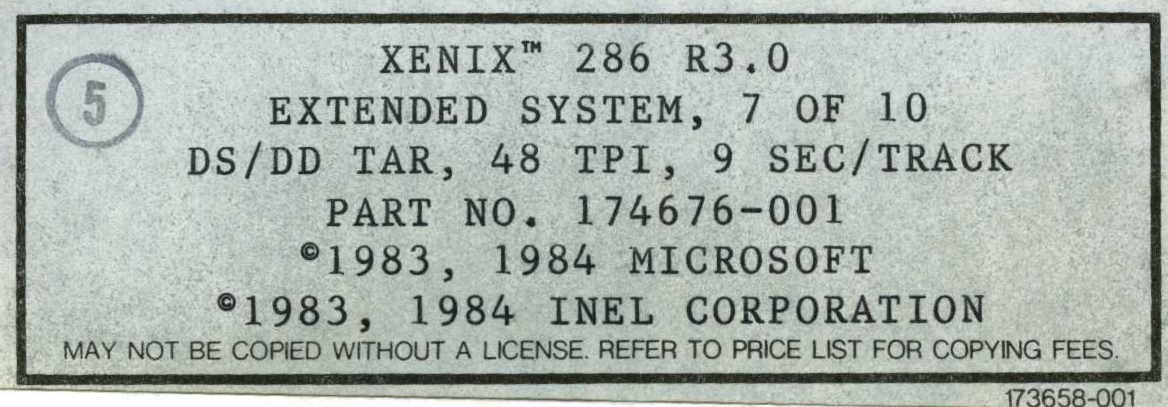 XENIX™ 286 R3.0
5
EXTENDED SYSTEM, 7 OF 10
DS/DD TAR, 48 TPI, 9 SEC/TRACK
PART NO. 174676-001
©1983, 1984 MICROSOFT
©1983, 1984 INEL CORPORATION
MAY NOT BE COPIED WITHOUT A LICENSE. REFER TO PRICE LIST FOR COPYING FEES.
173658-001